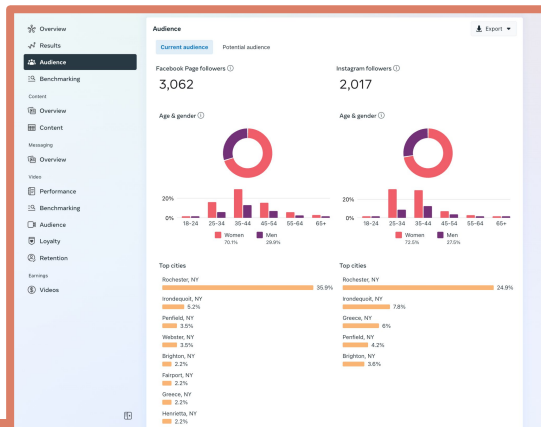 Overview
Results
Audience
Benchmarking
Content
Overview
Content
Messaging
Overview
Video
Performance
Benchmarking
Audience
Loyalty
Retention
Earnings
Videos
Audience
Export
Current audience Potential audience
Facebook Page followers
3,062
Age & gender
20%
0%
18-24 25-34 35-44 45-54 55-64 65+
Women Men
70.1% 29.9%
Top cities
Rochester, NY
35.9%
Irondequoit, NY
5.2%
Penfield, NY
3.5%
Webster, NY
3.5%
Brighton, NY
2.2%
Fairport, NY
2.2%
Greece, NY
2.2%
Henrietta, NY
2.2%
Instagram followers
2,017
Age & gender
20%
0%
18-24 25-34 35-44 45-54 55-64 65+
Women Men
72.5% 27.5%
Top cities
Rochester, NY
24.9%
Irondequoit, NY
7.8%
Greece, NY
6%
Penfield, NY
4.2%
Brighton, NY
3.6%